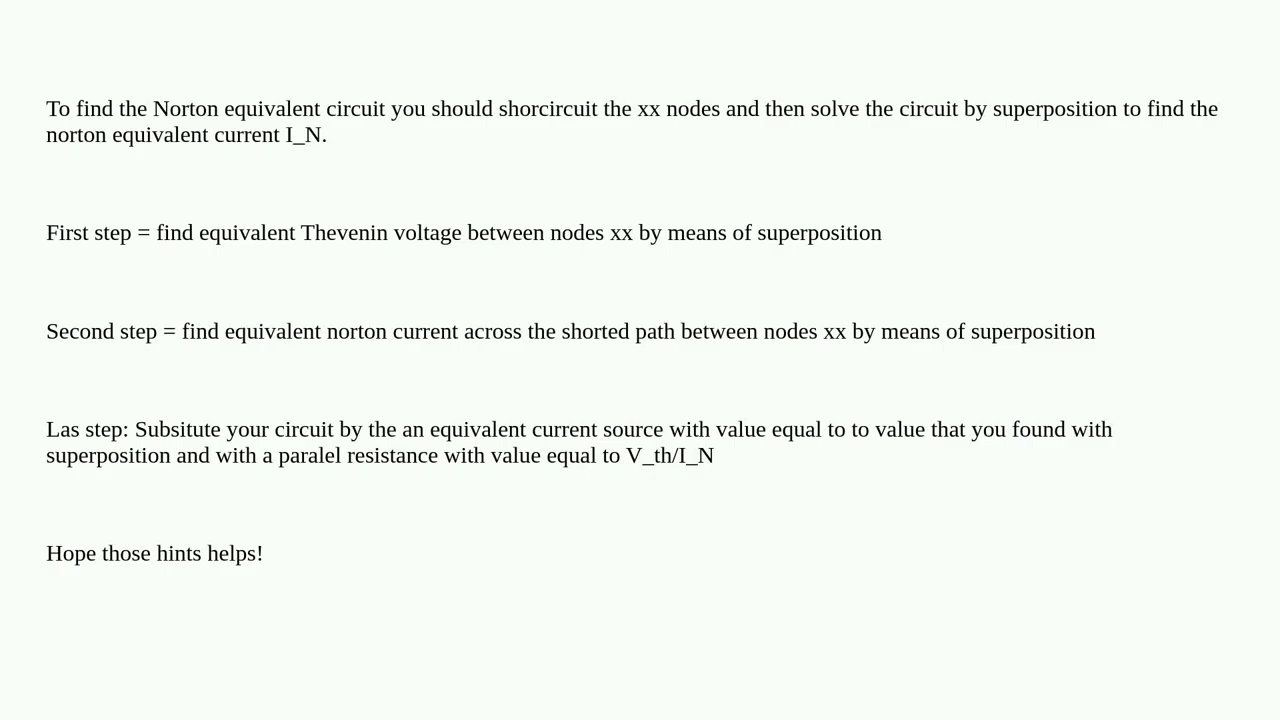 To find the Norton equivalent circuit you should shorcircuit the xx nodes and then solve the circuit by superposition to find the
norton equivalent current I_N.
First step = find equivalent Thevenin voltage between nodes xx by means of superposition
Second step = find equivalent norton current across the shorted path between nodes xx by means of superposition
Las step: Subsitute your circuit by the an equivalent current source with value equal to to value that you found with
superposition and with a paralel resistance with value equal to V_th/I_N
Hope those hints helps!